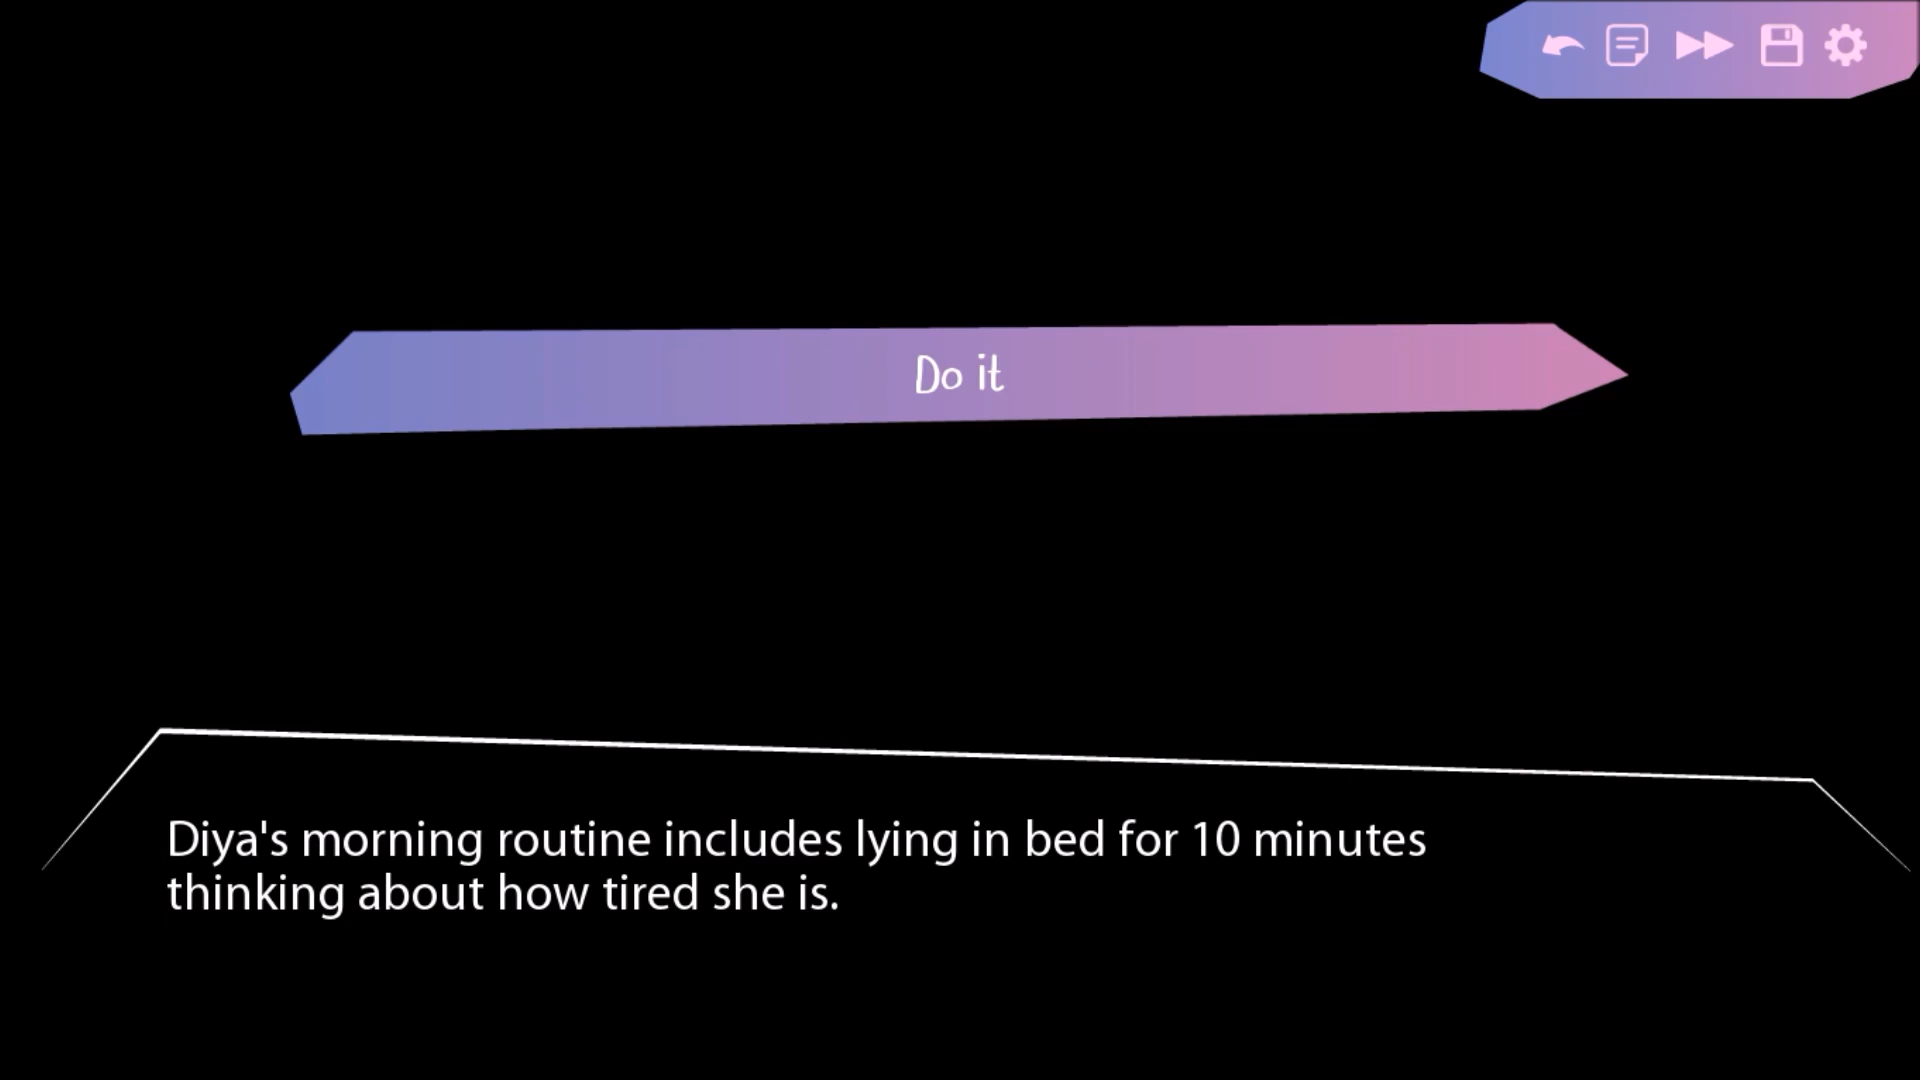 Do it
Diya's morning routine includes lying in bed for 10 minutes
thinking about how tired she is.